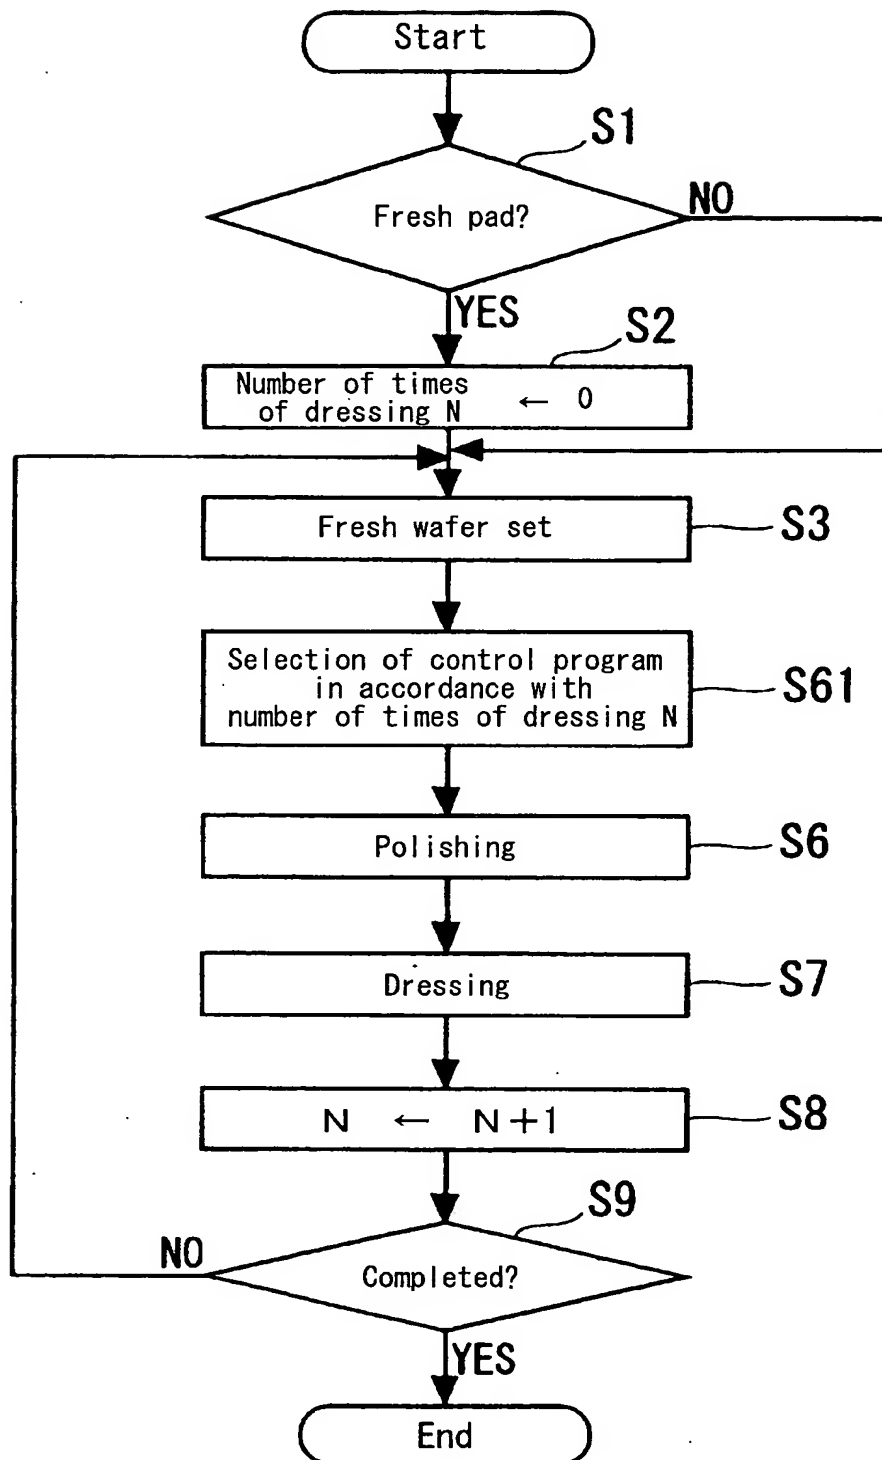 Start
S1
Fresh pad?
NO
YES
S2
Number of times
of dressing N ← 0
Fresh wafer set
S3
Selection of control program
in accordance with
number of times of dressing N
S61
Polishing
S6
Dressing
S7
N ← N+1
S8
S9
NO
Completed?
YES
End